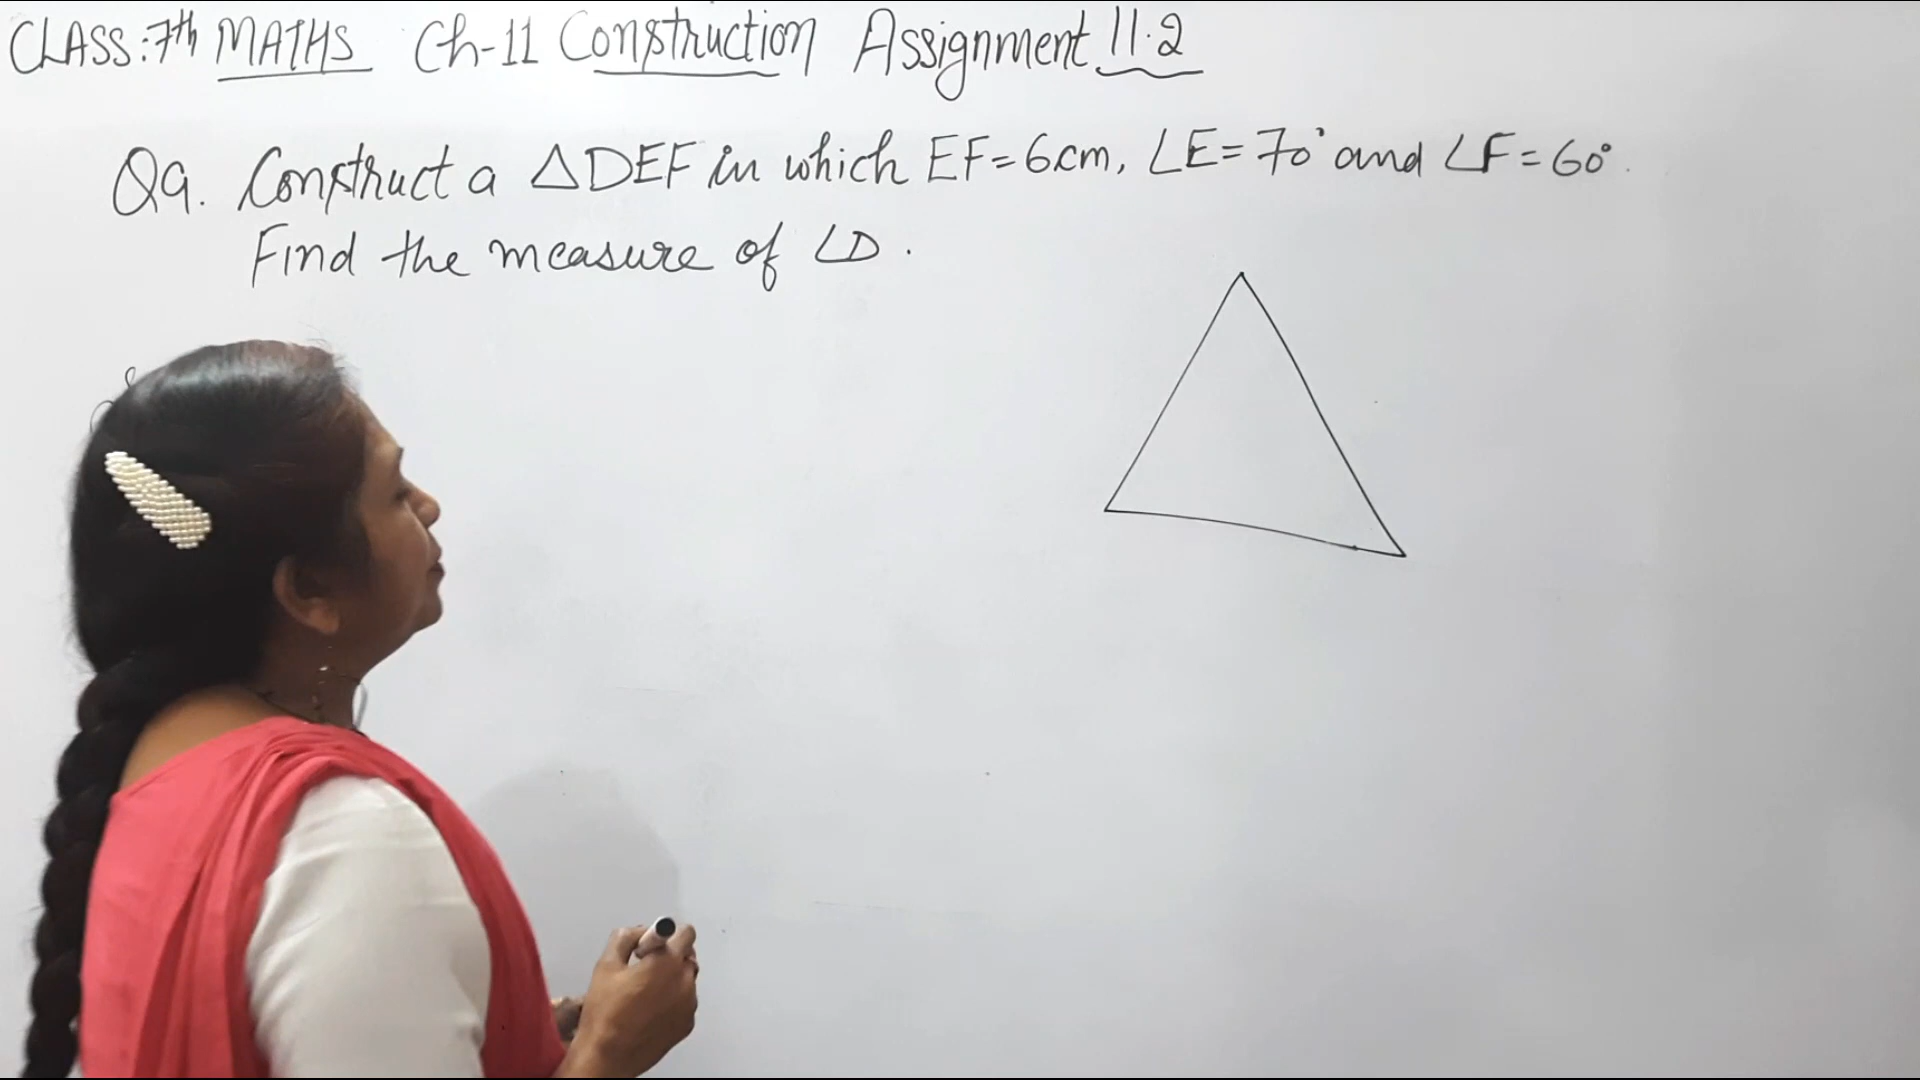 CLASS:7th MATHS Ch-11 Construction Assignment 11.2
Q9. Construct a △DEF in which EF=6cm, ∠E=70° and ∠F=60°.
Find the measure of ∠D.